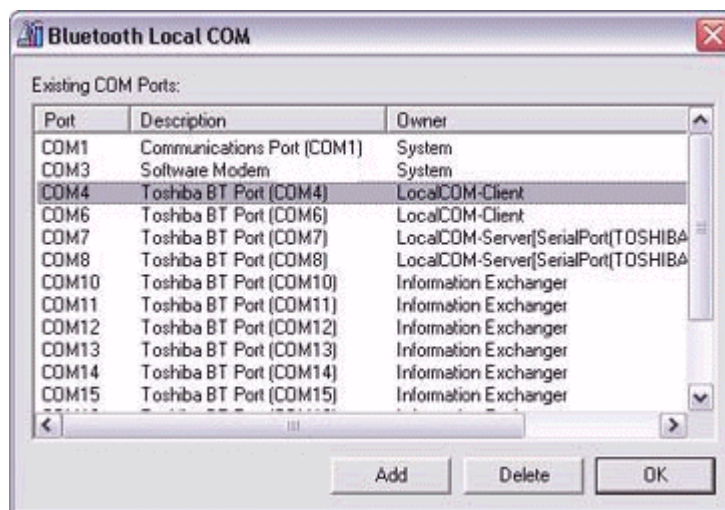 Bluetooth Local COM
Existing COM Ports:
Port Description Owner
COM1 Communications Port (COM1) System
COM3 Software Modem System
COM4 Toshiba BT Port (COM4) LocalCOM-Client
COM6 Toshiba BT Port (COM6) LocalCOM-Client
COM7 Toshiba BT Port (COM7) LocalCOM-Server[SerialPort(TOSHIBA
COM8 Toshiba BT Port (COM8) LocalCOM-Server[SerialPort(TOSHIBA
COM10 Toshiba BT Port (COM10) Information Exchanger
COM11 Toshiba BT Port (COM11) Information Exchanger
COM12 Toshiba BT Port (COM12) Information Exchanger
COM13 Toshiba BT Port (COM13) Information Exchanger
COM14 Toshiba BT Port (COM14) Information Exchanger
COM15 Toshiba BT Port (COM15) Information Exchanger
Add Delete OK